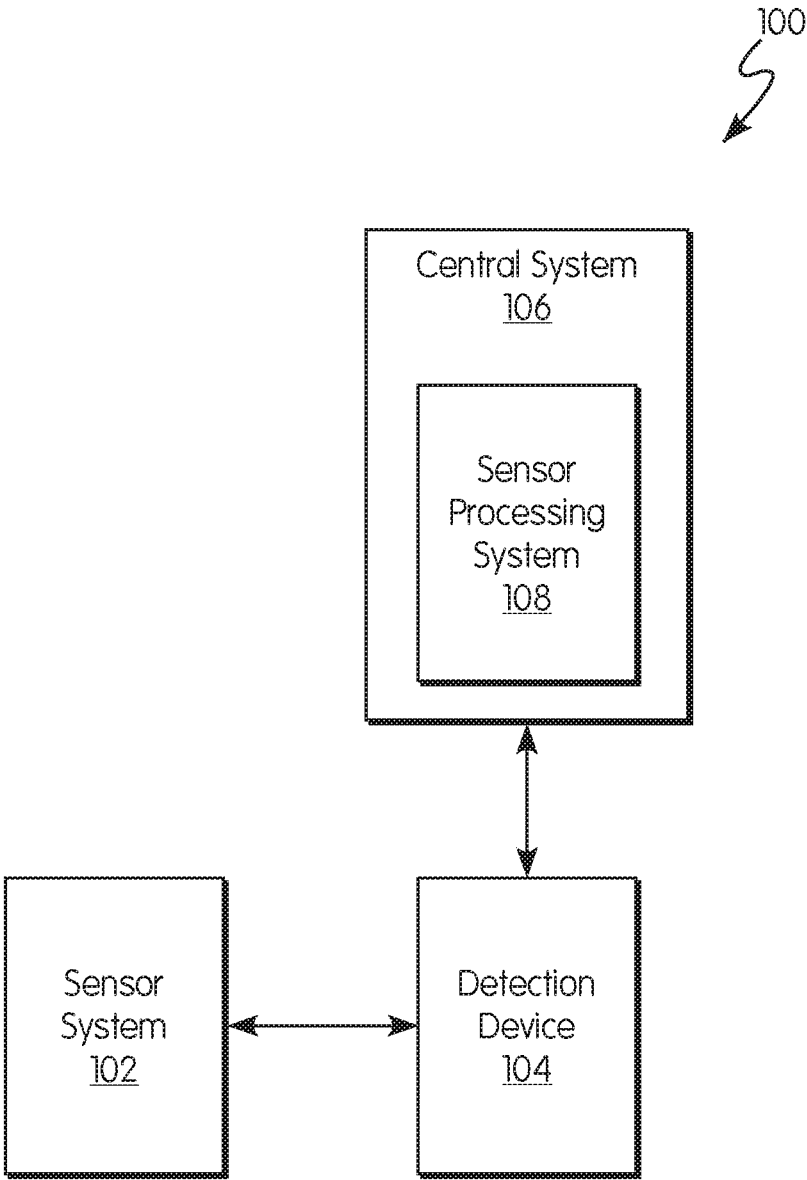 100
Central System
106
Sensor
Processing
System
108
Sensor
System
102
Detection
Device
104